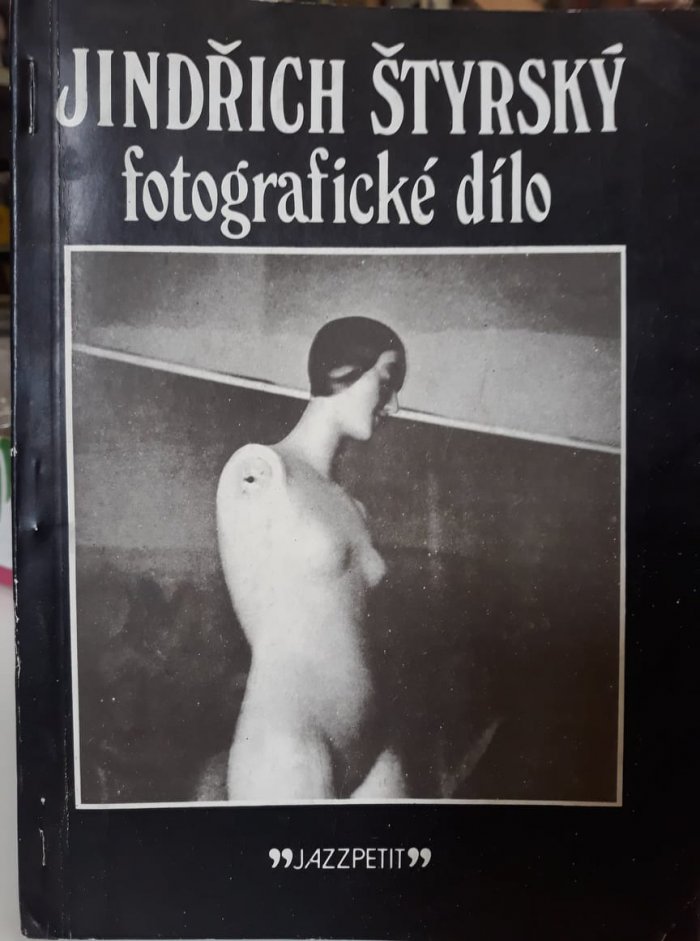 JINDŘICH ŠTYRSKÝ
fotografické dílo
”JAZZPETIT”